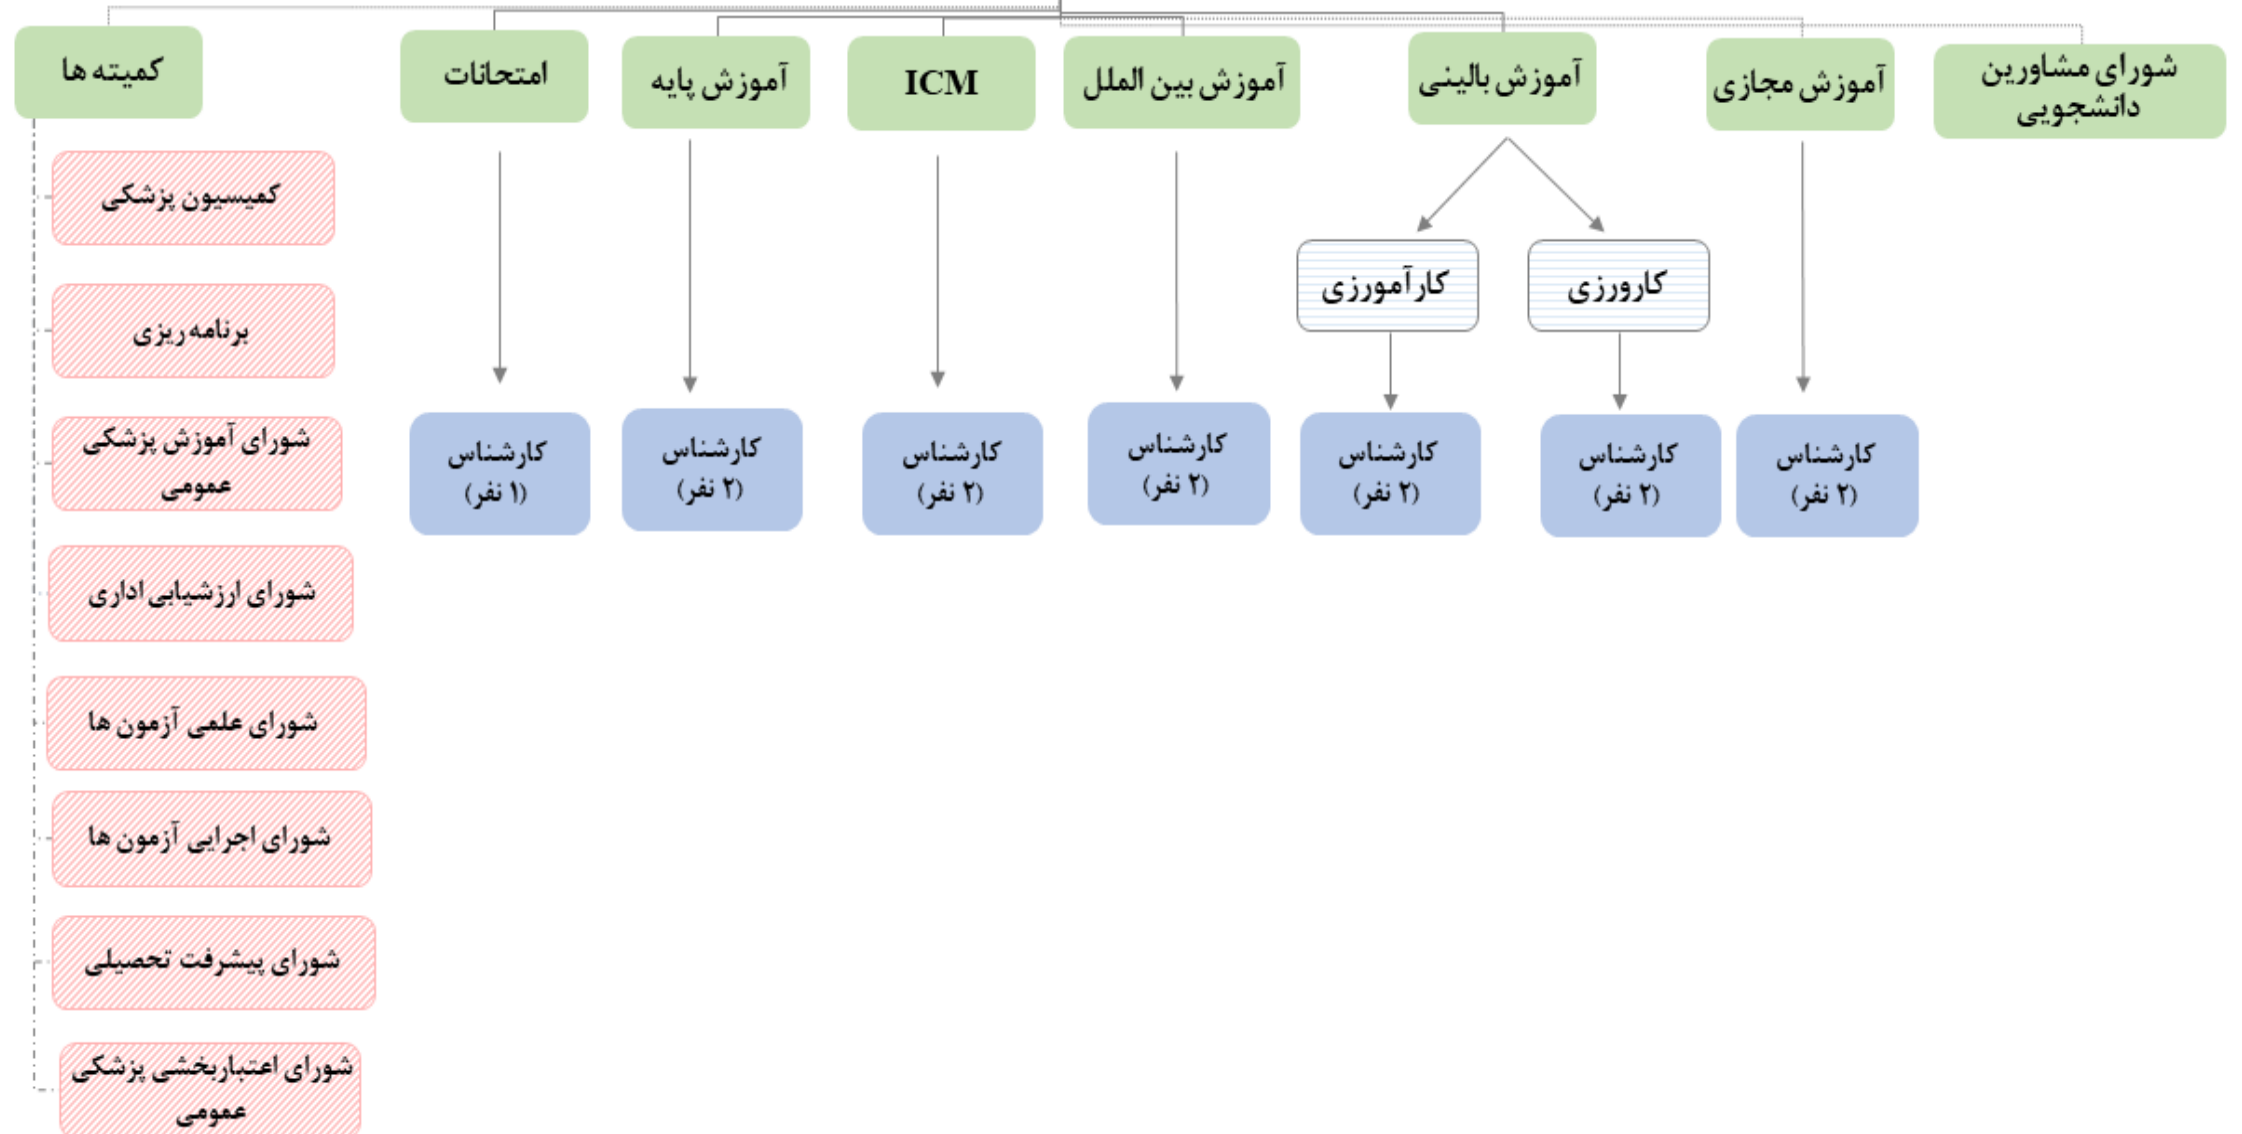 شورای مشاورین
دانشجویی
آموزش مجازی
آموزش بالینی
آموزش بین الملل
ICM
آموزش پایه
امتحانات
کمیته ها
کارورزی
کارآمورزی
کارشناس
(۲ نفر)
کارشناس
(۲ نفر)
کارشناس
(۲ نفر)
کارشناس
(۲ نفر)
کارشناس
(۲ نفر)
کارشناس
(۲ نفر)
کارشناس
(۱ نفر)
کمیسیون پزشکی
برنامه ریزی
شورای آموزش پزشکی
عمومی
شورای ارزشیابی اداری
شورای علمی آزمون ها
شورای اجرایی آزمون ها
شورای پیشرفت تحصیلی
شورای اعتباربخشی پزشکی
عمومی